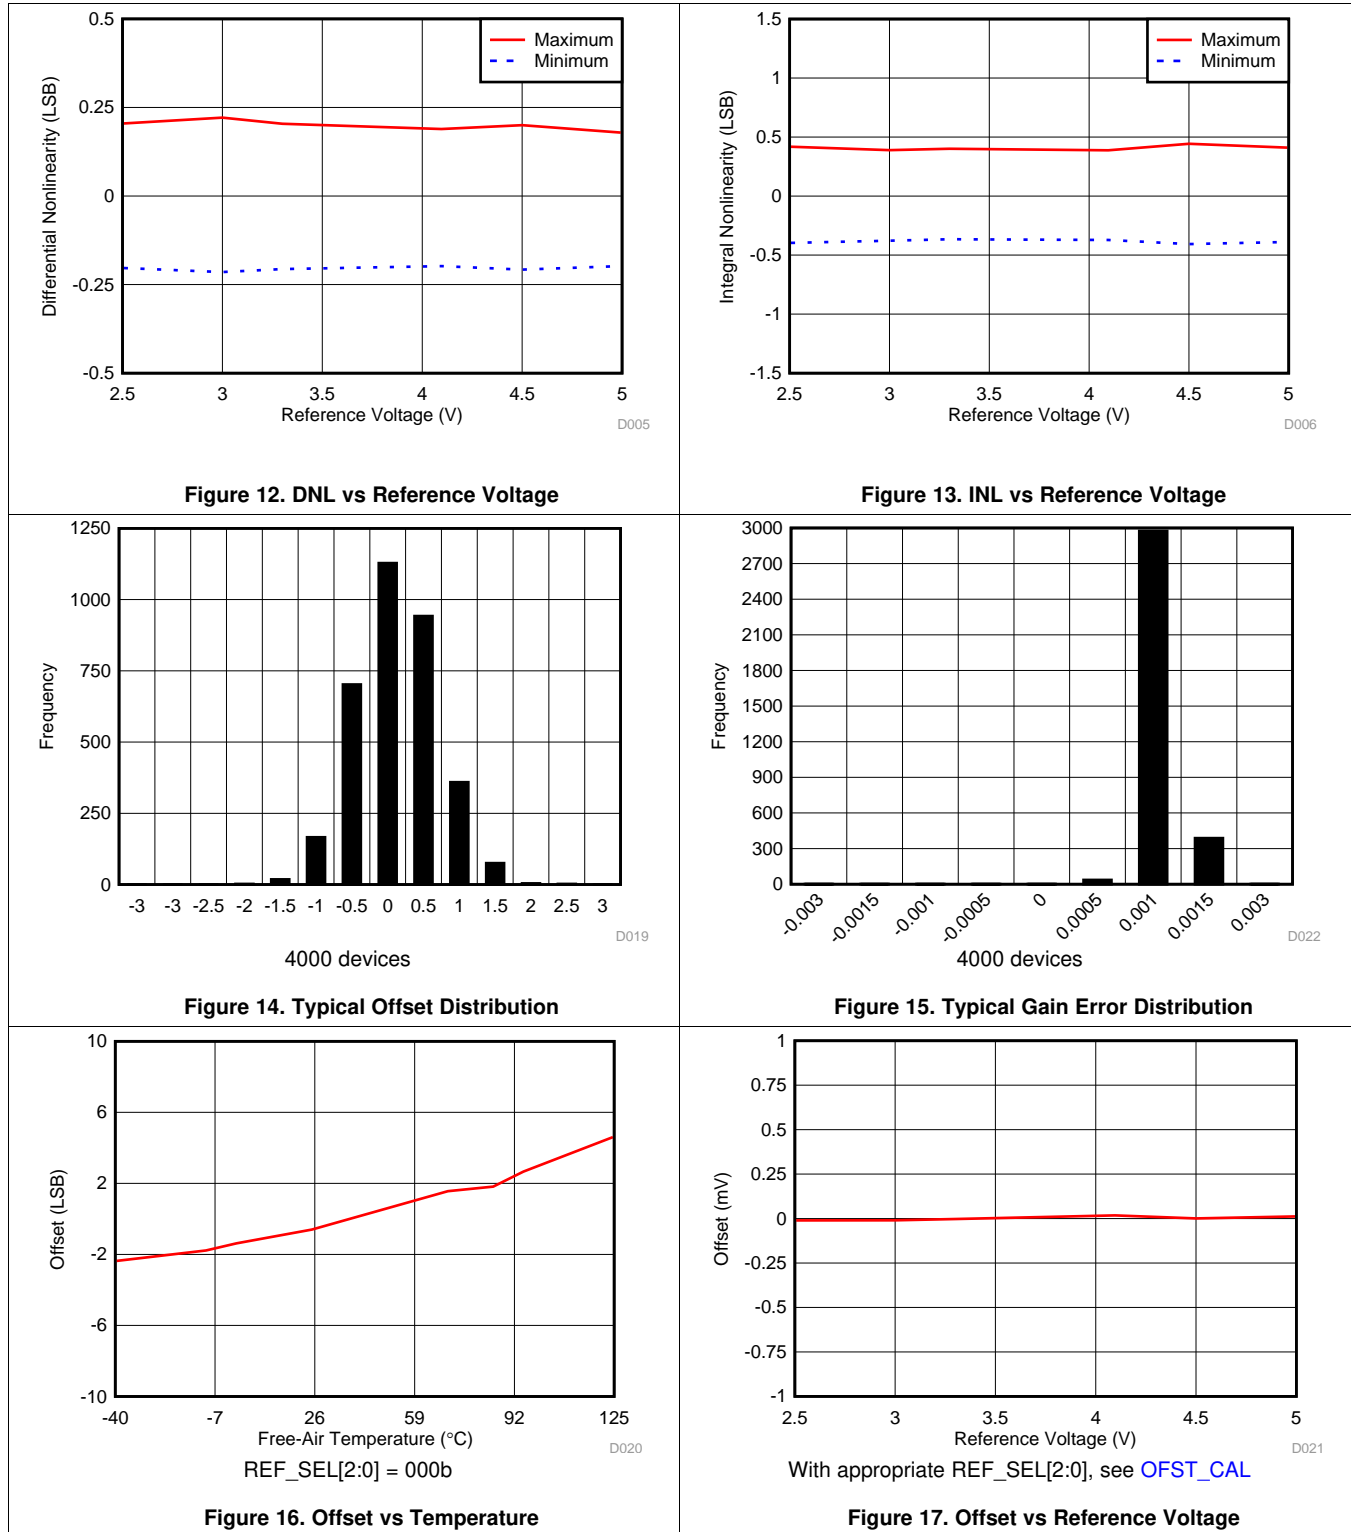 0.5
0.25
0
-0.25
-0.5
Differential Nonlinearity (LSB)
Maximum
Minimum
2.5 3 3.5 4 4.5 5
Reference Voltage (V)
D005
Figure 12. DNL vs Reference Voltage
1.5
1
0.5
0
-0.5
-1
-1.5
Integral Nonlinearity (LSB)
Maximum
Minimum
2.5 3 3.5 4 4.5 5
Reference Voltage (V)
D006
Figure 13. INL vs Reference Voltage
1250
1000
750
500
250
0
Frequency
-3 -3 -2.5 -2 -1.5 -1 -0.5 0 0.5 1 1.5 2 2.5 3
D019
4000 devices
Figure 14. Typical Offset Distribution
3000
2700
2400
2100
1800
1500
1200
900
600
300
0
Frequency
-0.003 -0.0015 -0.001 -0.0005 0 0.0005 0.001 0.0015 0.003
D022
4000 devices
Figure 15. Typical Gain Error Distribution
10
6
2
-2
-6
-10
Offset (LSB)
-40 -7 26 59 92 125
Free-Air Temperature (°C)
D020
REF_SEL[2:0] = 000b
Figure 16. Offset vs Temperature
1
0.75
0.5
0.25
0
-0.25
-0.5
-0.75
-1
Offset (mV)
2.5 3 3.5 4 4.5 5
Reference Voltage (V)
D021
With appropriate REF_SEL[2:0], see OFST_CAL
Figure 17. Offset vs Reference Voltage